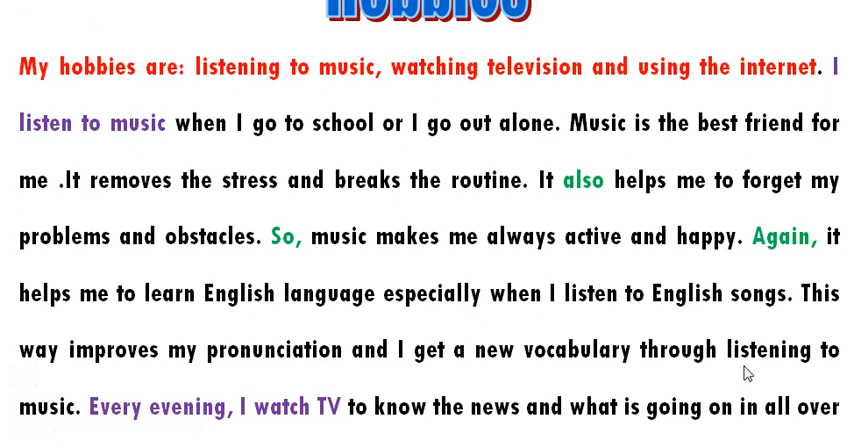 Hobbies
My hobbies are: listening to music, watching television and using the internet. I
listen to music when I go to school or I go out alone. Music is the best friend for
me .It removes the stress and breaks the routine. It also helps me to forget my
problems and obstacles. So, music makes me always active and happy. Again, it
helps me to learn English language especially when I listen to English songs. This
way improves my pronunciation and I get a new vocabulary through listening to
music. Every evening, I watch TV to know the news and what is going on in all over